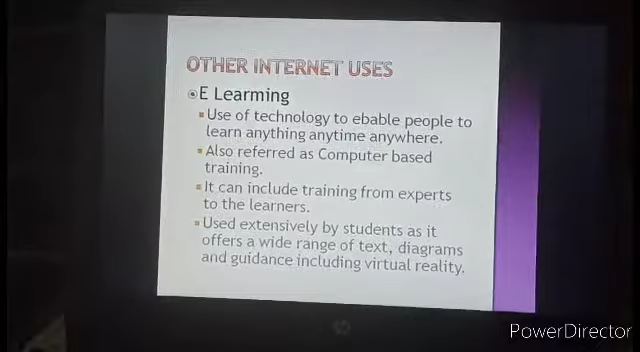 OTHER INTERNET USES
E Learming
Use of technology to ebable people to
learn anything anytime anywhere.
Also referred as Computer based
training.
It can include training from experts
to the learners.
Used extensively by students as it
offers a wide range of text, diagrams
and guidance including virtual reality.
hp
PowerDirector